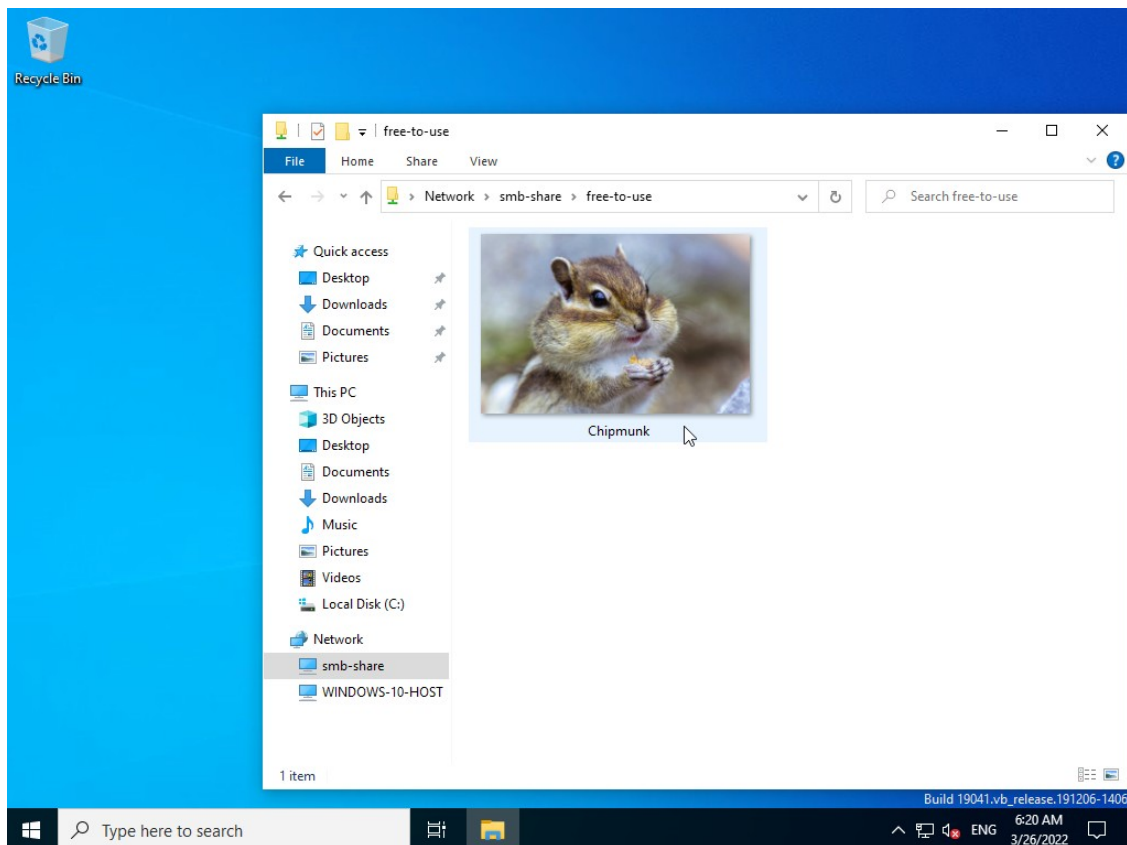 Recycle Bin
free-to-use
File Home Share View
Network > smb-share > free-to-use
Search free-to-use
Quick access
Desktop
Downloads
Documents
Pictures
This PC
3D Objects
Desktop
Documents
Downloads
Music
Pictures
Videos
Local Disk (C:)
Network
smb-share
WINDOWS-10-HOST
Chipmunk
1 item
Build 19041.vb_release.191206-1406
Type here to search
ENG
6:20 AM
3/26/2022